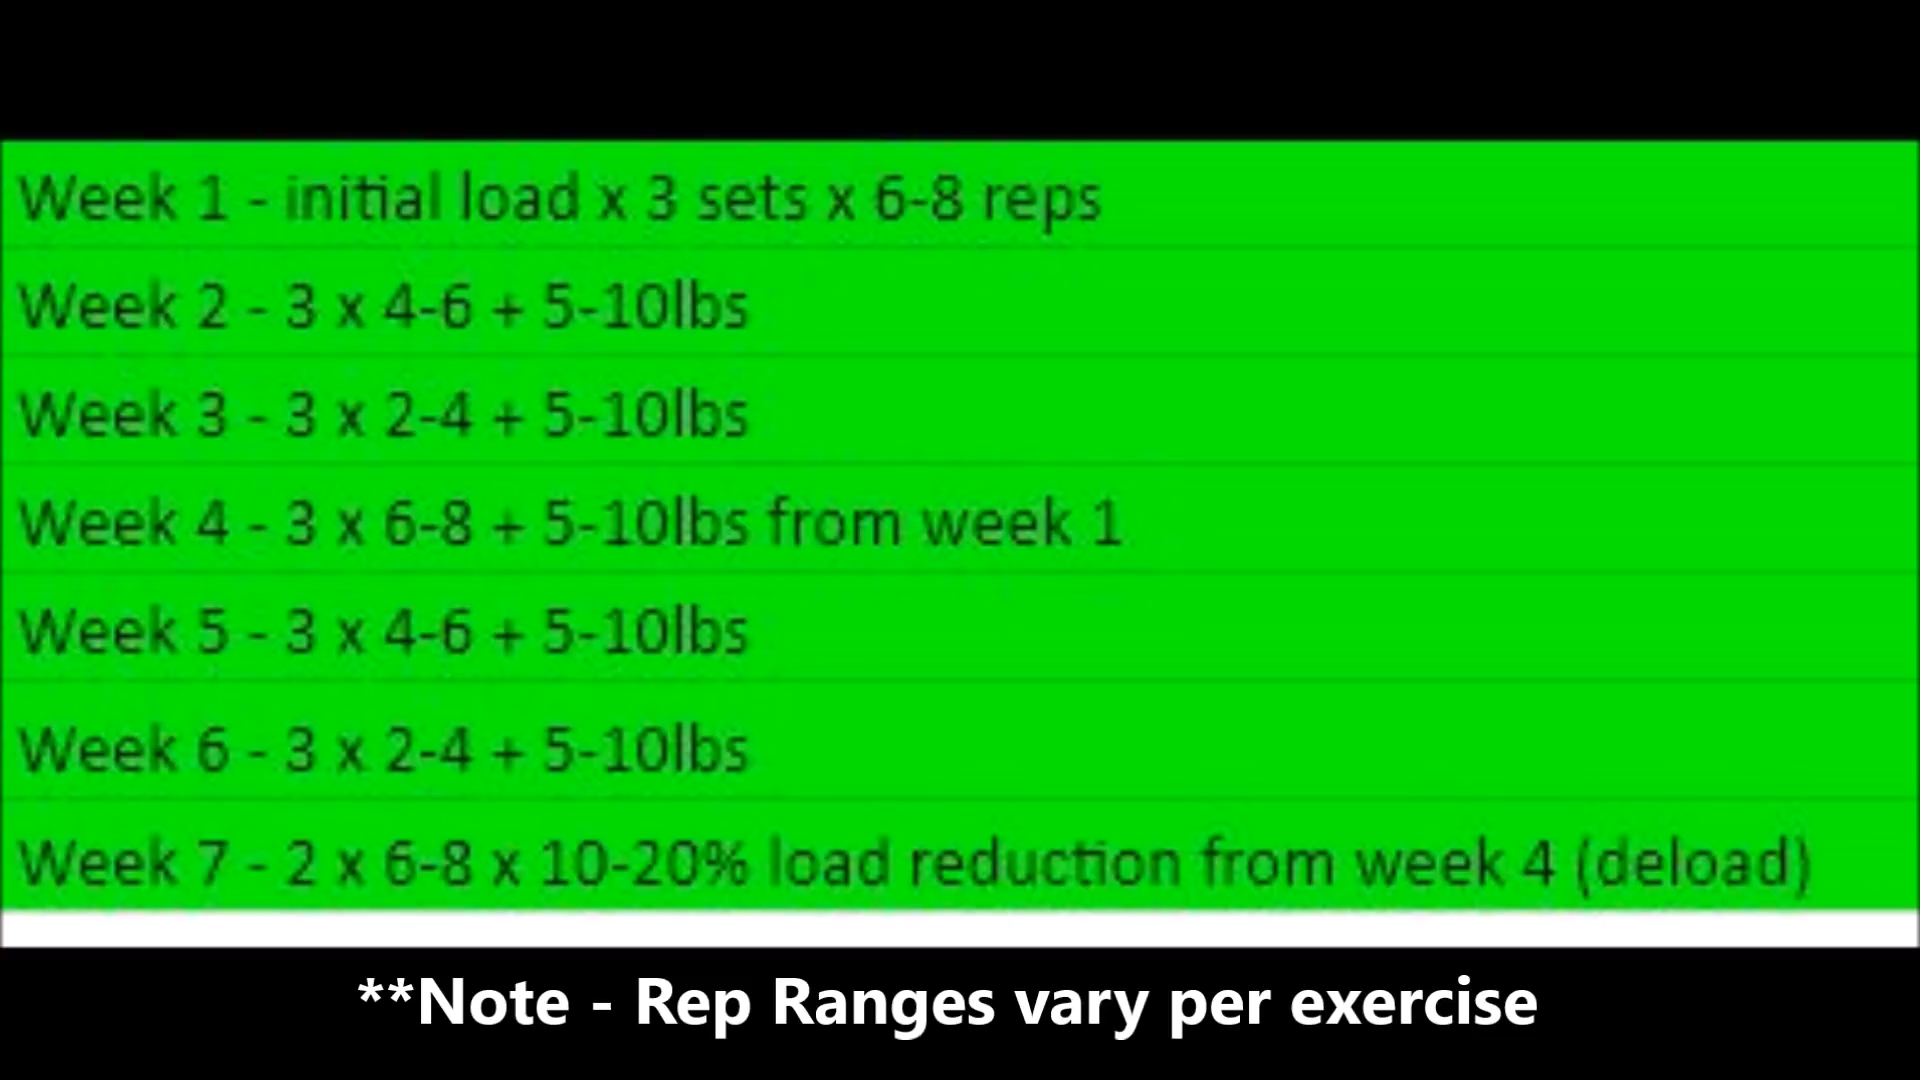 Week 1 - initial load x 3 sets x 6-8 reps
Week 2 - 3 x 4-6 + 5-10lbs
Week 3 - 3 x 2-4 + 5-10lbs
Week 4 - 3 x 6-8 + 5-10lbs from week 1
Week 5 - 3 x 4-6 + 5-10lbs
Week 6 - 3 x 2-4 + 5-10lbs
Week 7 - 2 x 6-8 x 10-20% load reduction from week 4 (deload)
**Note - Rep Ranges vary per exercise